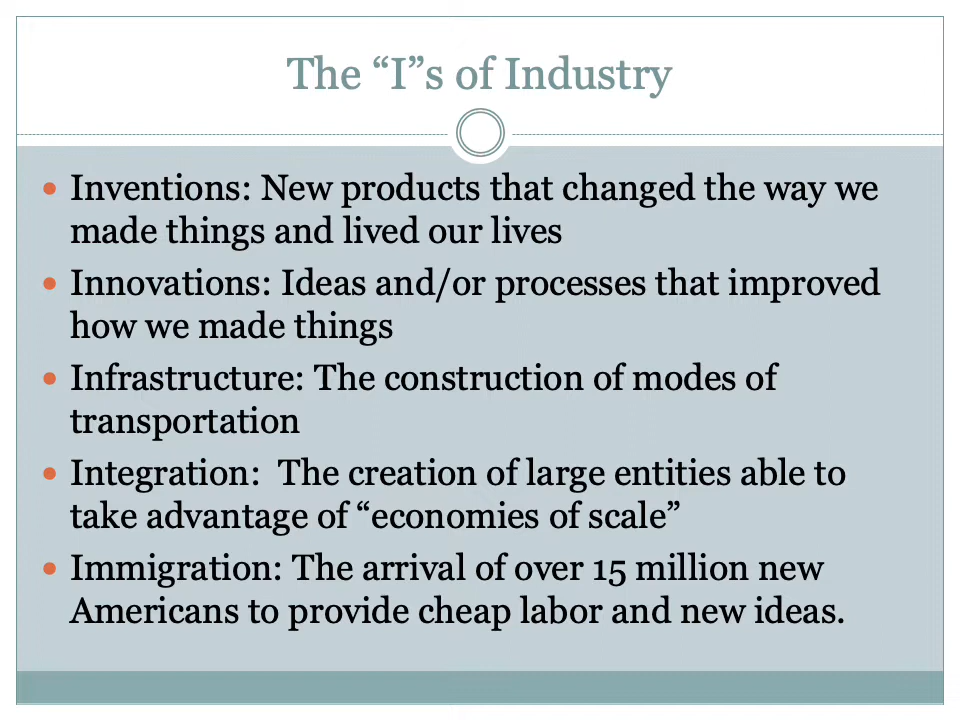 The “I”s of Industry
• Inventions: New products that changed the way we
made things and lived our lives
• Innovations: Ideas and/or processes that improved
how we made things
• Infrastructure: The construction of modes of
transportation
• Integration:  The creation of large entities able to
take advantage of “economies of scale”
• Immigration: The arrival of over 15 million new
Americans to provide cheap labor and new ideas.